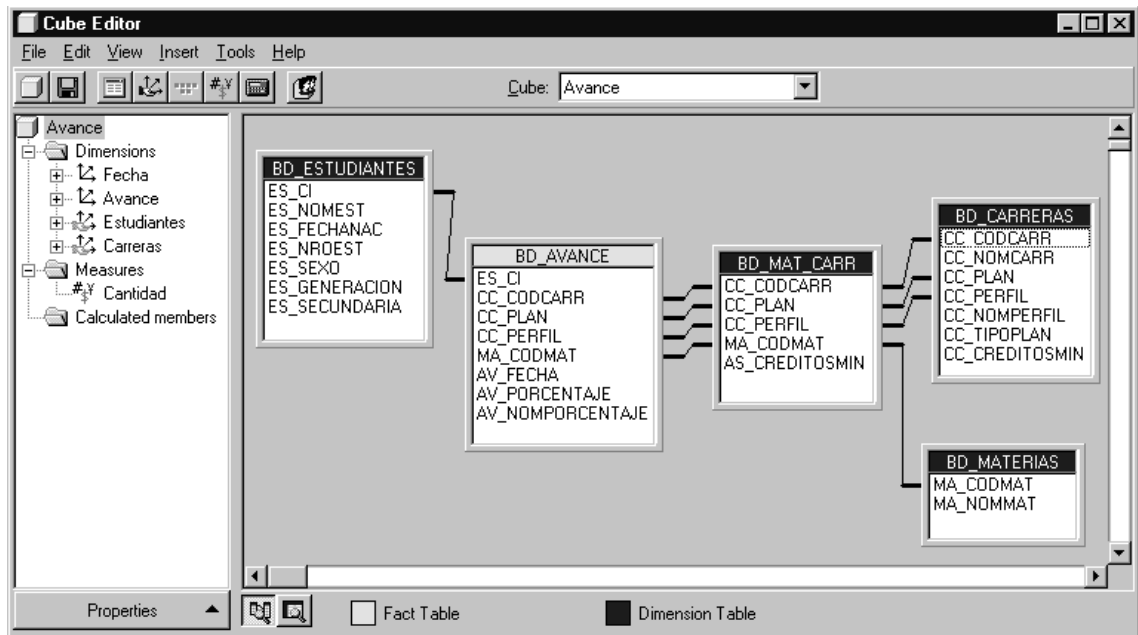 Cube Editor
File Edit View Insert Tools Help
Cube: Avance
Avance
Dimensions
Fecha
Avance
Estudiantes
Carreras
Measures
Cantidad
Calculated members
Properties
BD_ESTUDIANTES
ES_CI
ES_NOMEST
ES_FECHANAC
ES_NROEST
ES_SEXO
ES_GENERACION
ES_SECUNDARIA
BD_AVANCE
ES_CI
CC_CODCARR
CC_PLAN
CC_PERFIL
MA_CODMAT
AV_FECHA
AV_PORCENTAJE
AV_NOMPORCENTAJE
BD_MAT_CARR
CC_CODCARR
CC_PLAN
CC_PERFIL
MA_CODMAT
AS_CREDITOSMIN
BD_CARRERAS
CC_CODCARR
CC_NOMCARR
CC_PLAN
CC_PERFIL
CC_NOMPERFIL
CC_TIPOPLAN
CC_CREDITOSMIN
BD_MATERIAS
MA_CODMAT
MA_NOMMAT
Fact Table
Dimension Table